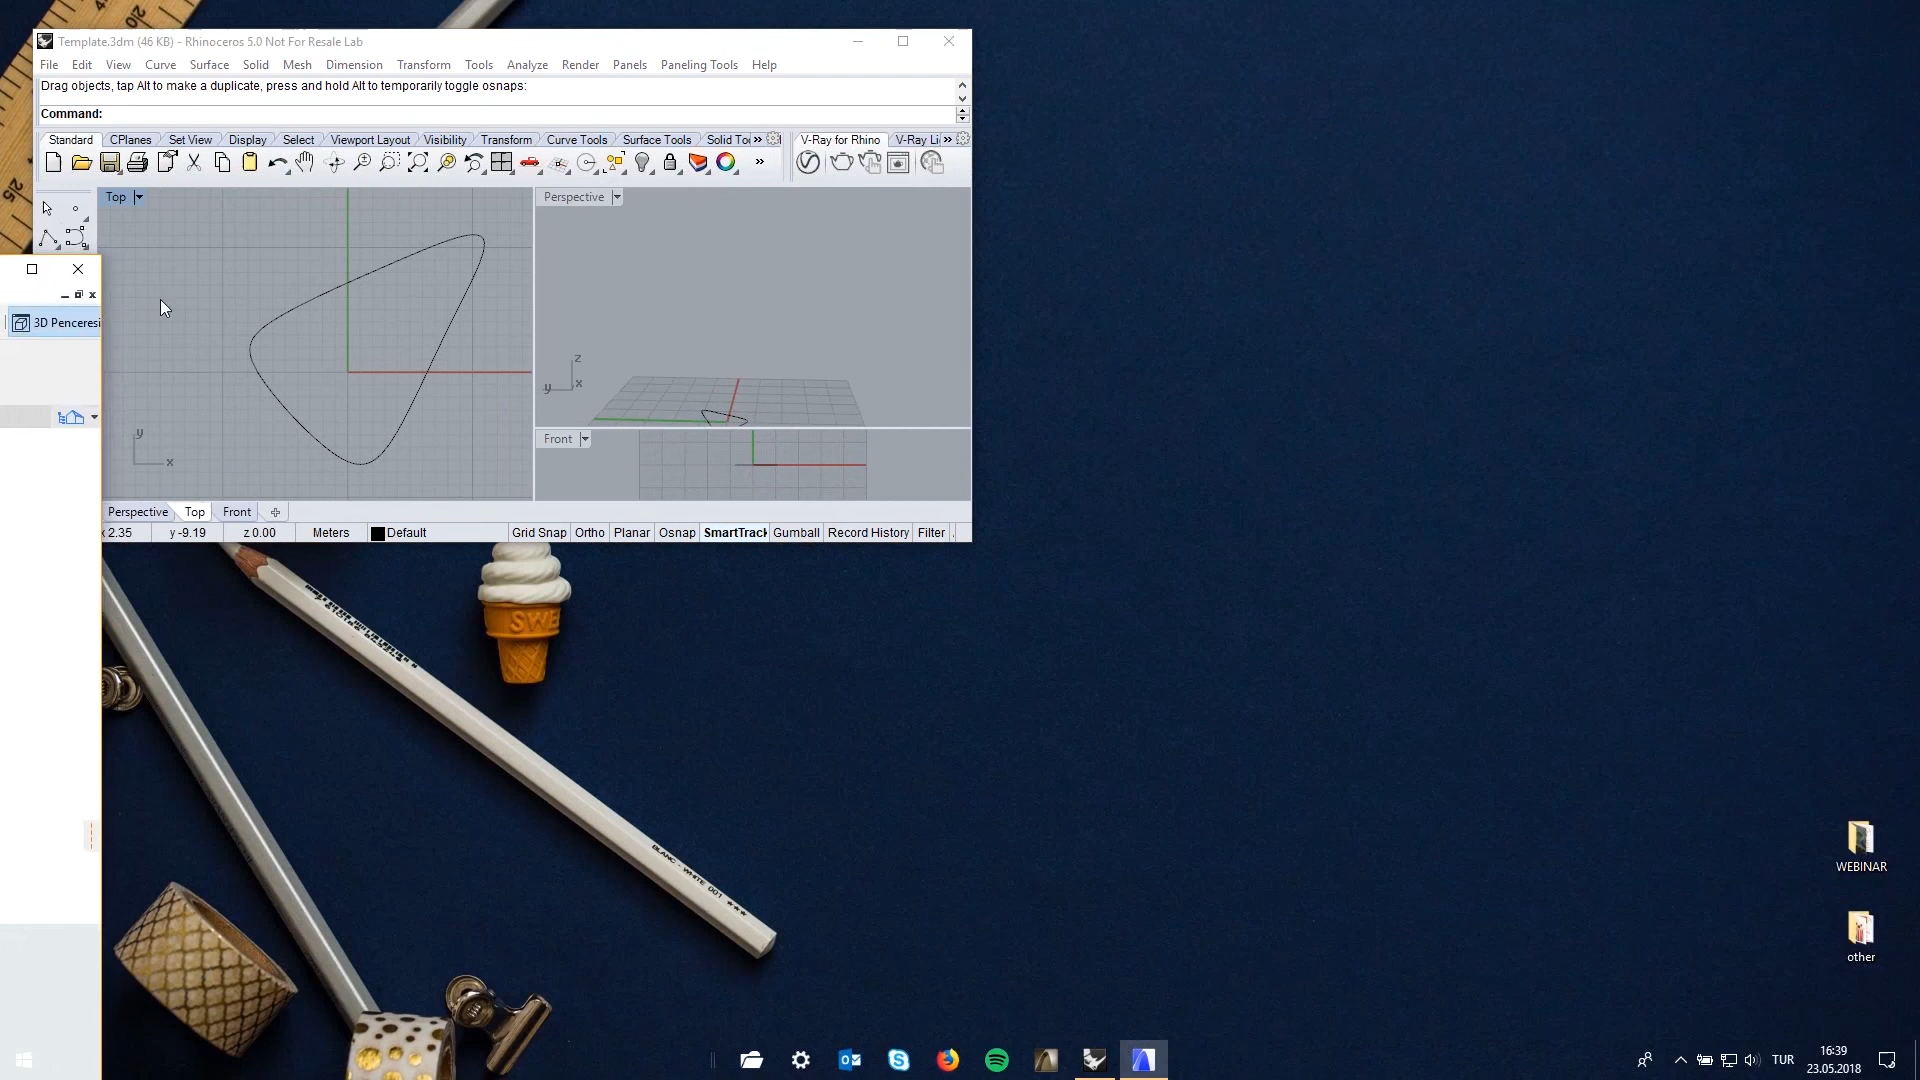 Template.3dm (46 KB) - Rhinoceros 5.0 Not For Resale Lab
File Edit View Curve Surface Solid Mesh Dimension Transform Tools Analyze Render Panels Paneling Tools Help
Drag objects, tap Alt to make a duplicate, press and hold Alt to temporarily toggle osnaps:
Command:
Standard CPlanes Set View Display Select Viewport Layout Visibility Transform Curve Tools Surface Tools Solid To » V-Ray for Rhino V-Ray Li »
»
Top
Perspective
3D Penceresi
z
y x
Front
y
x
Perspective Top Front
x 2.35 y -9.19 z 0.00 Meters Default Grid Snap Ortho Planar Osnap SmartTrack Gumball Record History Filter
SWE
BLANC - WHITE 001 ***
WEBINAR
other
TUR
16:39
23.05.2018